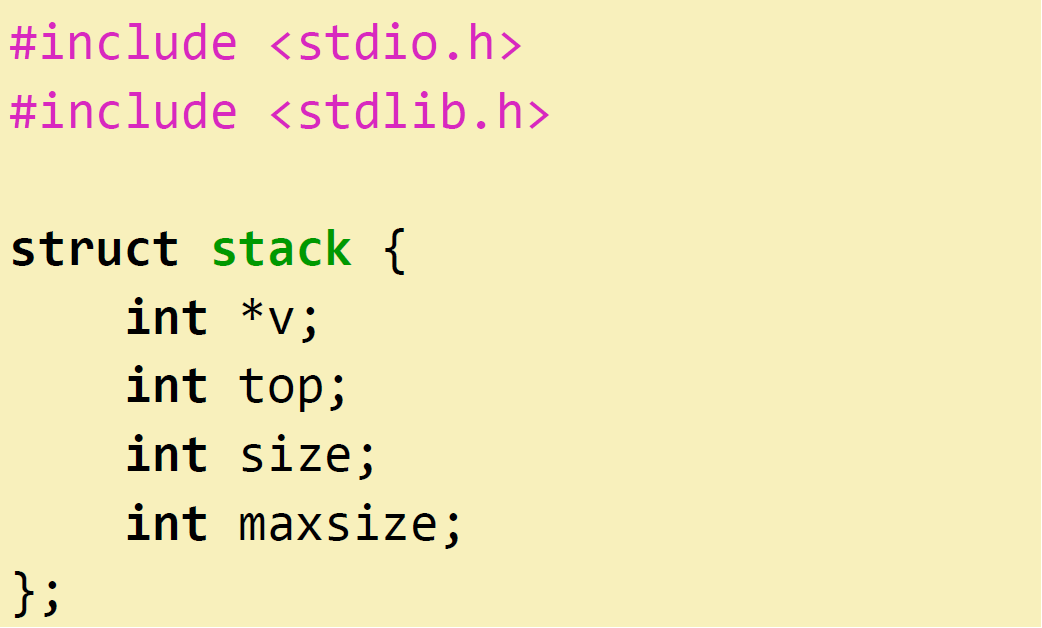 #include <stdio.h>
#include <stdlib.h>

struct stack {
    int *v;
    int top;
    int size;
    int maxsize;
};